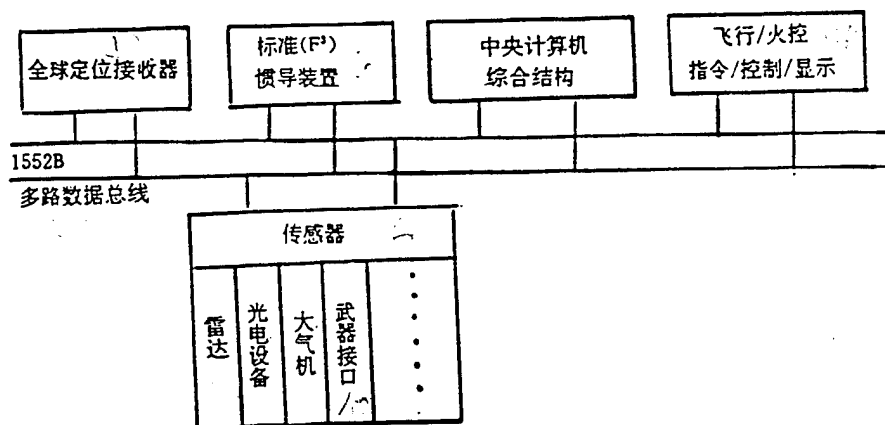 全球定位接收器
标准(F³)
惯导装置
中央计算机
综合结构
飞行/火控
指令/控制/显示
1552B
多路数据总线
传感器
雷达
光电设备
大气机
武器接口